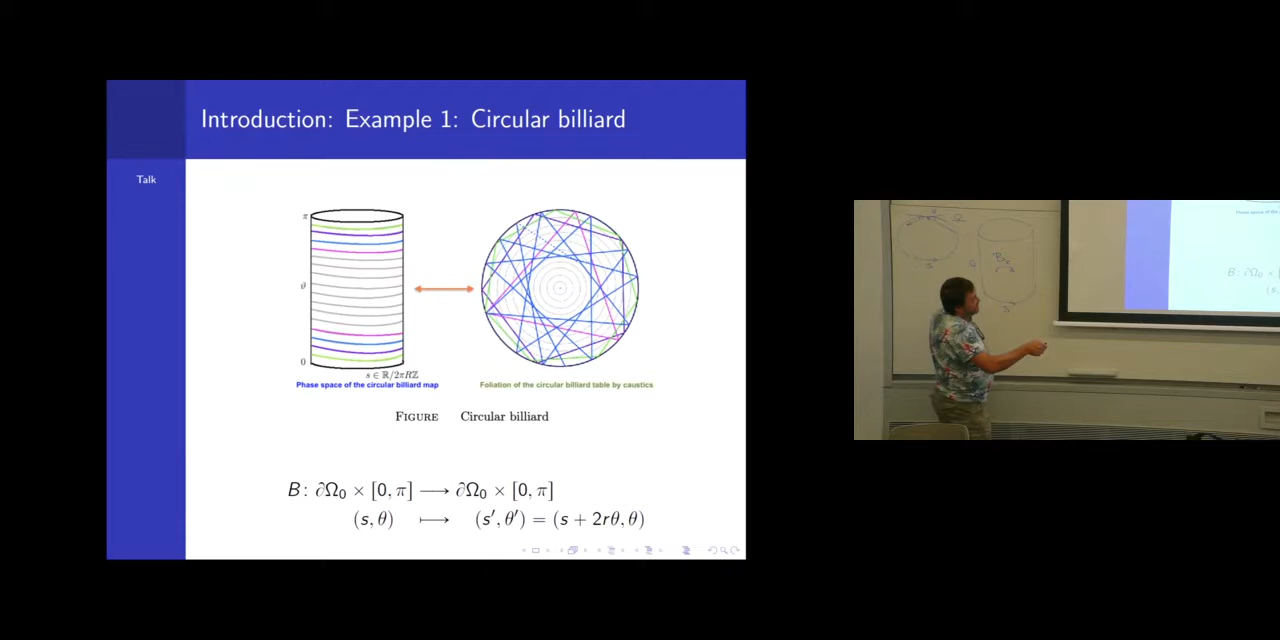 Introduction: Example 1: Circular billiard
Talk
π
ϑ
0
s ∈ ℝ/2πRℤ
Phase space of the circular billiard map
Foliation of the circular billiard table by caustics
FIGURE Circular billiard
B: ∂Ω₀ × [0, π] ⟶ ∂Ω₀ × [0, π]
(s, θ) ⟼ (s′, θ′) = (s + 2rθ, θ)
Ω
s
θ
s